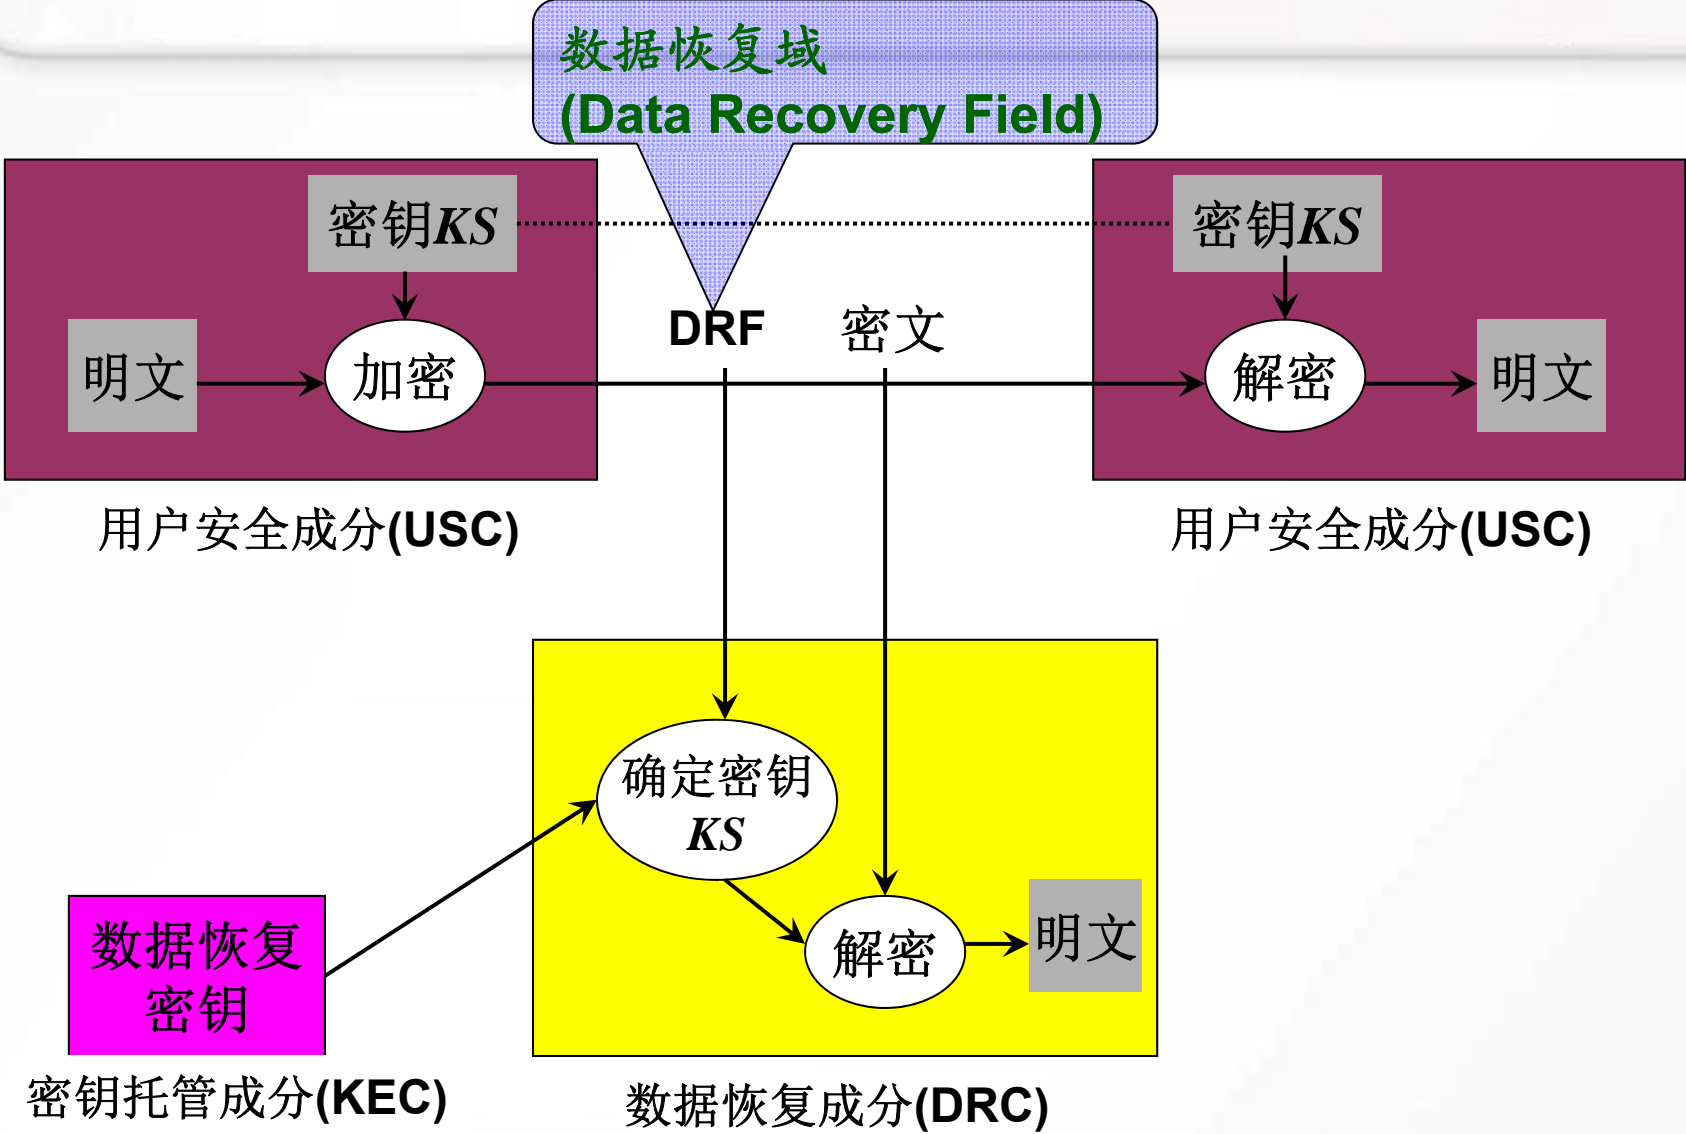 数据恢复域
(Data Recovery Field)
密钥KS
密钥KS
DRF
密文
明文
加密
解密
明文
用户安全成分(USC)
用户安全成分(USC)
确定密钥
KS
数据恢复
密钥
解密
明文
密钥托管成分(KEC)
数据恢复成分(DRC)